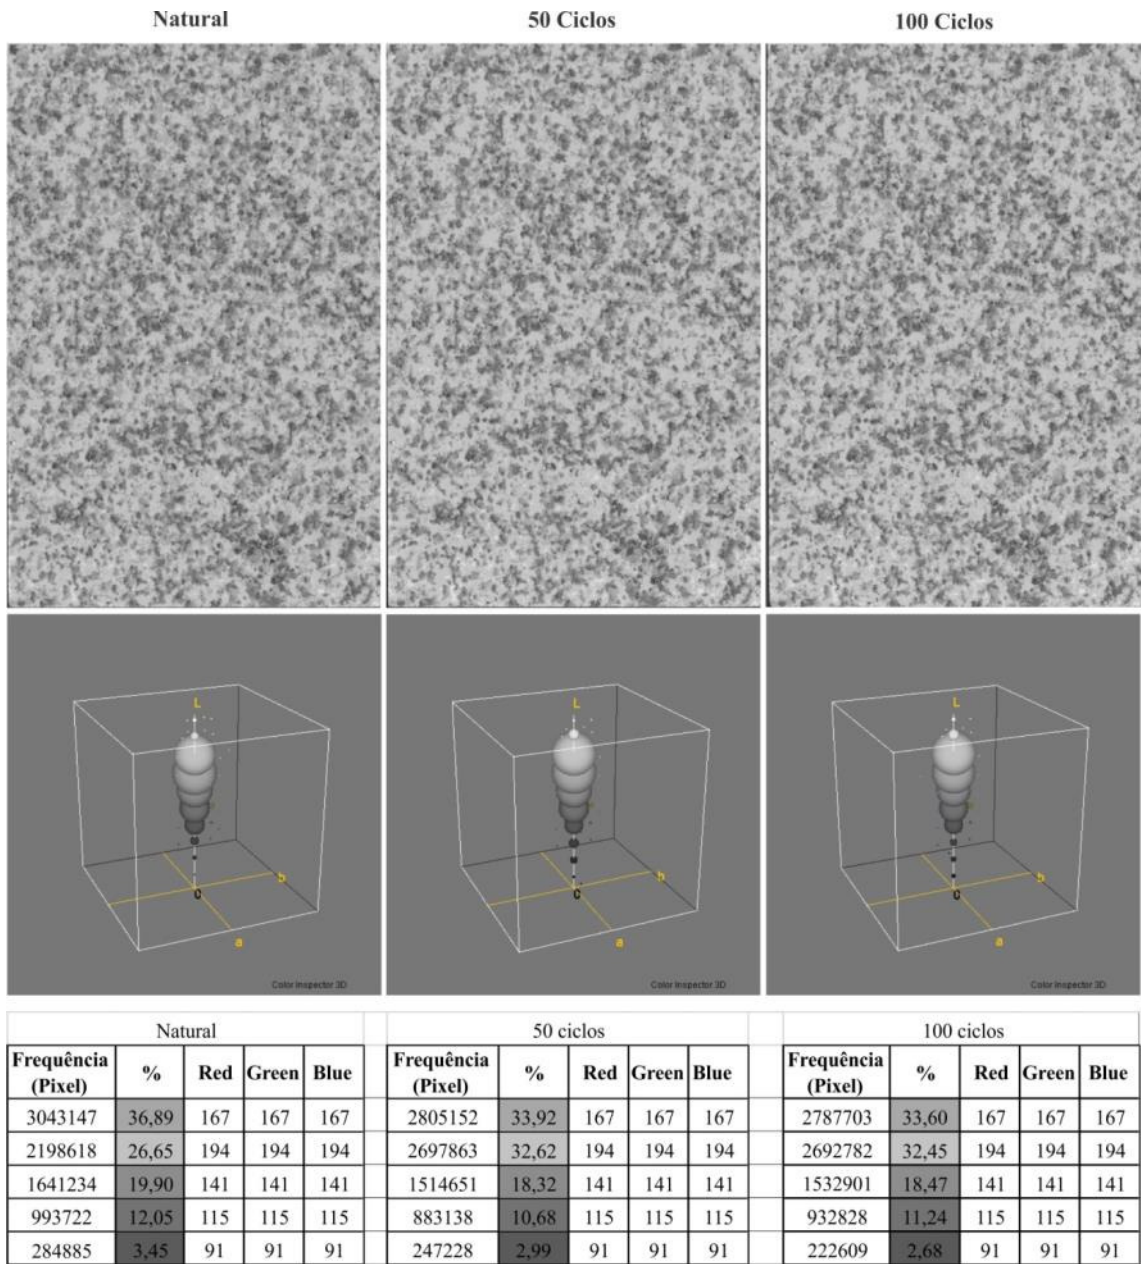 Natural 50 Ciclos 100 Ciclos
L L L
b b b
0 0 0
a a a
Color Inspector 3D Color Inspector 3D Color Inspector 3D
Natural 50 ciclos 100 ciclos
Frequência (Pixel) % Red Green Blue Frequência (Pixel) % Red Green Blue Frequência (Pixel) % Red Green Blue
3043147 36,89 167 167 167 2805152 33,92 167 167 167 2787703 33,60 167 167 167
2198618 26,65 194 194 194 2697863 32,62 194 194 194 2692782 32,45 194 194 194
1641234 19,90 141 141 141 1514651 18,32 141 141 141 1532901 18,47 141 141 141
993722 12,05 115 115 115 883138 10,68 115 115 115 932828 11,24 115 115 115
284885 3,45 91 91 91 247228 2,99 91 91 91 222609 2,68 91 91 91